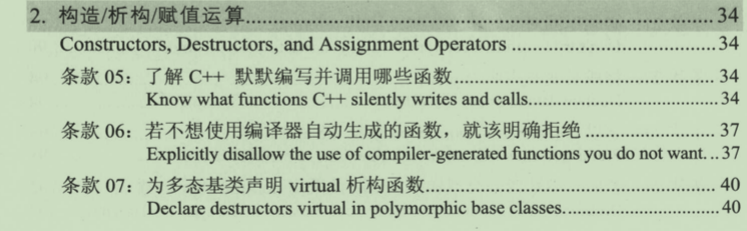 2. 构造/析构/赋值运算..........34
Constructors, Destructors, and Assignment Operators ..........34
条款 05：了解 C++ 默默编写并调用哪些函数..........34
Know what functions C++ silently writes and calls..........34
条款 06：若不想使用编译器自动生成的函数，就该明确拒绝 ..........37
Explicitly disallow the use of compiler-generated functions you do not want...37
条款 07：为多态基类声明 virtual 析构函数..........40
Declare destructors virtual in polymorphic base classes..........40